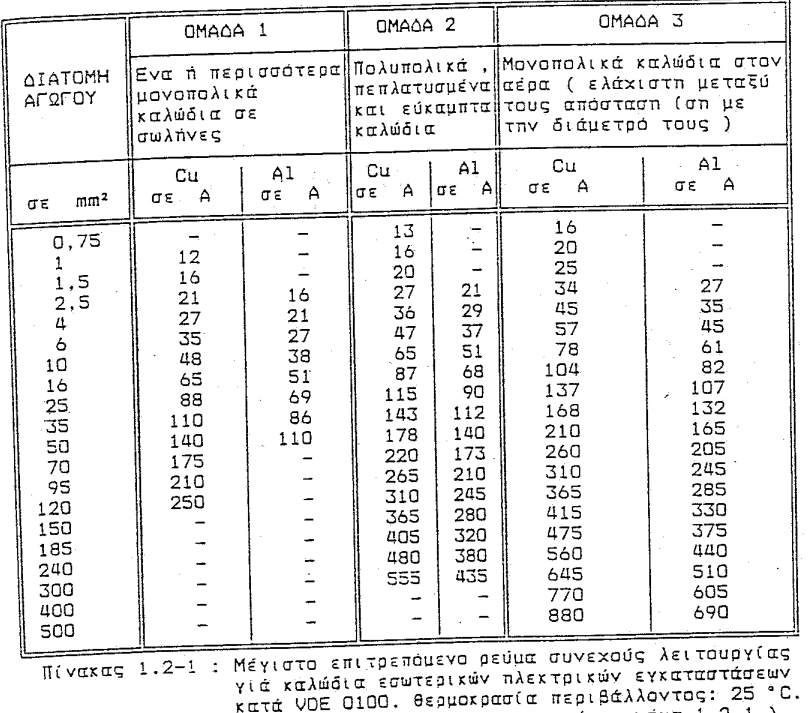 ΟΜΑΔΑ 1 ΟΜΑΔΑ 2 ΟΜΑΔΑ 3
ΔΙΑΤΟΜΗ
ΑΓΩΓΟΥ
Ενα ή περισσότερα
μονοπολικά
καλώδια σε
σωλήνες
Πολυπολικά ,
πεπλατυσμένα
και εύκαμπτα
καλώδια
Μονοπολικά καλώδια στον
αέρα ( ελάχιστη μεταξύ
τους απόσταση ίση με
την διάμετρό τους )
σε mm² Cu σε A Al σε A Cu σε A Al σε A Cu σε A Al σε A
0,75 - - 13 - 16 -
1 12 - 16 - 20 -
1,5 16 - 20 - 25 -
2,5 21 16 27 21 34 27
4 27 21 36 29 45 35
6 35 27 47 37 57 45
10 48 38 65 51 78 61
16 65 51 87 68 104 82
25 88 69 115 90 137 107
35 110 86 143 112 168 132
50 140 110 178 140 210 165
70 175 - 220 173 260 205
95 210 - 265 210 310 245
120 250 - 310 245 365 285
150 - - 365 280 415 330
185 - - 405 320 475 375
240 - - 480 380 560 440
300 - - 555 435 645 510
400 - - - - 770 605
500 - - - - 880 690
Πίνακας 1.2-1 : Μέγιστο επιτρεπόμενο ρεύμα συνεχούς λειτουργίας
γιά καλώδια εσωτερικών ηλεκτρικών εγκαταστάσεων
κατά VDE 0100. Θερμοκρασία περιβάλλοντος: 25 °C.